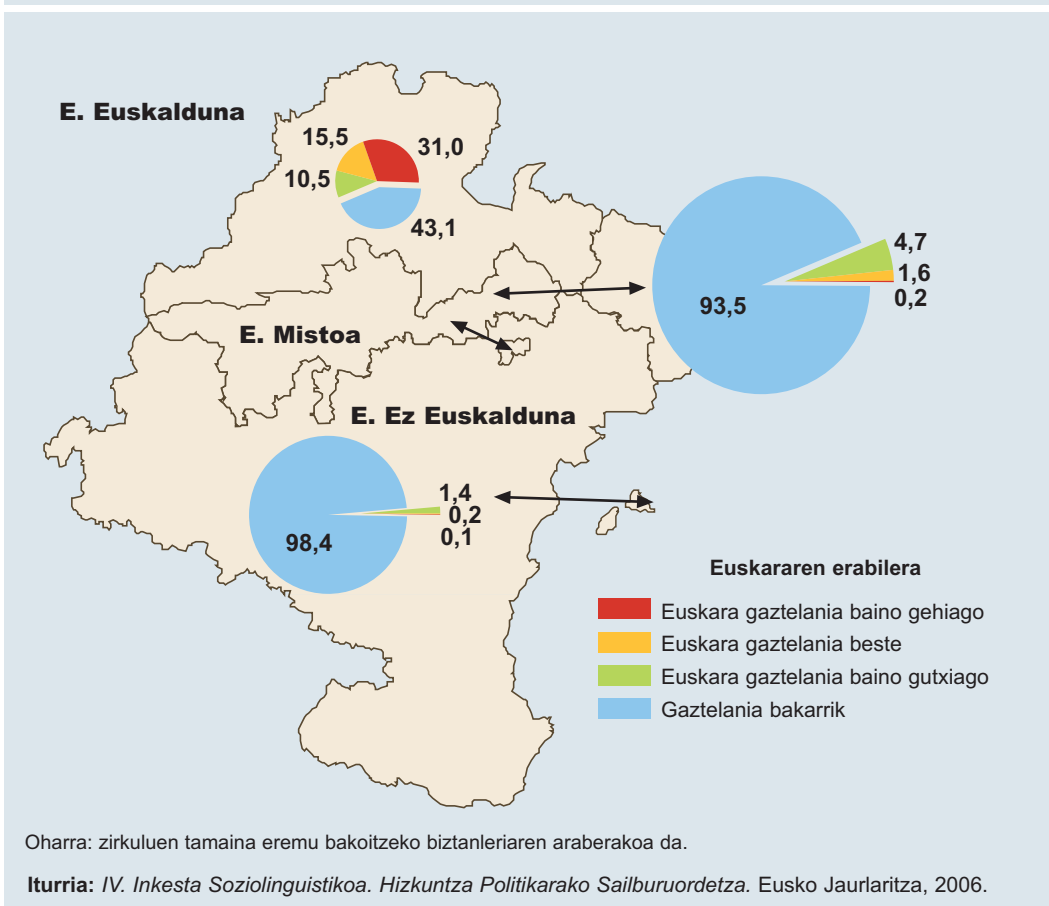 E. Euskalduna
15,5
31,0
10,5
43,1
4,7
1,6
0,2
93,5
E. Mistoa
E. Ez Euskalduna
1,4
0,2
0,1
98,4
Euskararen erabilera
Euskara gaztelania baino gehiago
Euskara gaztelania beste
Euskara gaztelania baino gutxiago
Gaztelania bakarrik
Oharra: zirkuluen tamaina eremu bakoitzeko biztanleriaren araberakoa da.
Iturria: IV. Inkesta Soziolinguistikoa. Hizkuntza Politikarako Sailburuordetza. Eusko Jaurlaritza, 2006.